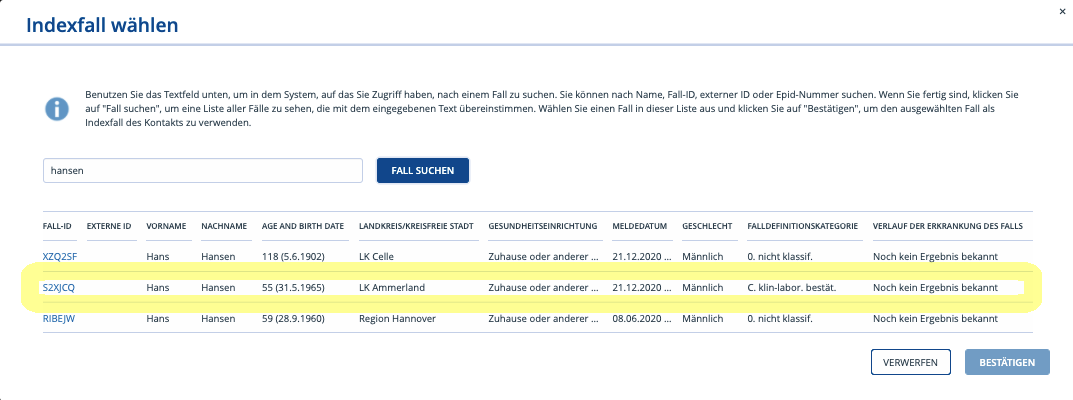 Indexfall wählen
×
Benutzen Sie das Textfeld unten, um in dem System, auf das Sie Zugriff haben, nach einem Fall zu suchen. Sie können nach Name, Fall-ID, externer ID oder Epid-Nummer suchen. Wenn Sie fertig sind, klicken Sie
auf "Fall suchen", um eine Liste aller Fälle zu sehen, die mit dem eingegebenen Text übereinstimmen. Wählen Sie einen Fall in dieser Liste aus und klicken Sie auf "Bestätigen", um den ausgewählten Fall als
Indexfall des Kontakts zu verwenden.
hansen FALL SUCHEN
FALL-ID EXTERNE ID VORNAME NACHNAME AGE AND BIRTH DATE LANDKREIS/KREISFREIE STADT GESUNDHEITSEINRICHTUNG MELDEDATUM GESCHLECHT FALLDEFINITIONSKATEGORIE VERLAUF DER ERKRANKUNG DES FALLS
XZQ2SF Hans Hansen 118 (5.6.1902) LK Celle Zuhause oder anderer ... 21.12.2020 ... Männlich 0. nicht klassif. Noch kein Ergebnis bekannt
S2XJCQ Hans Hansen 55 (31.5.1965) LK Ammerland Zuhause oder anderer ... 21.12.2020 ... Männlich C. klin-labor. bestät. Noch kein Ergebnis bekannt
RIBEJW Hans Hansen 59 (28.9.1960) Region Hannover Zuhause oder anderer ... 08.06.2020 ... Männlich 0. nicht klassif. Noch kein Ergebnis bekannt
VERWERFEN BESTÄTIGEN